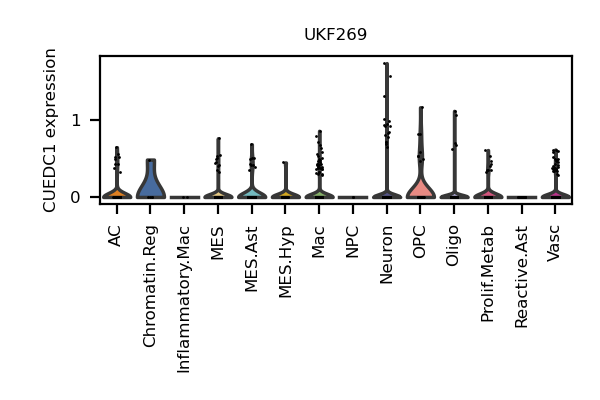 UKF269
CUEDC1 expression
1
0
AC
Chromatin.Reg
Inflammatory.Mac
MES
MES.Ast
MES.Hyp
Mac
NPC
Neuron
OPC
Oligo
Prolif.Metab
Reactive.Ast
Vasc